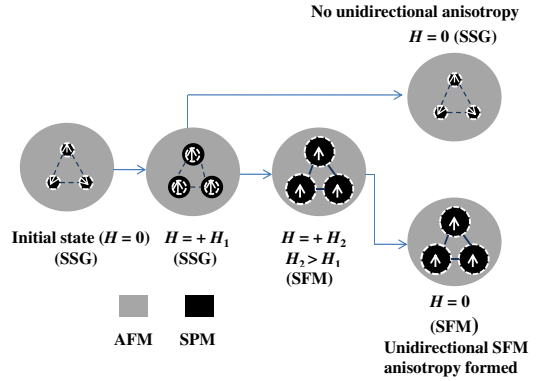 No unidirectional anisotropy
H = 0 (SSG)
Initial state (H = 0)
(SSG)
H = + H₁
(SSG)
H = + H₂
H₂ > H₁
(SFM)
H = 0
(SFM)
Unidirectional SFM
anisotropy formed
AFM
SPM